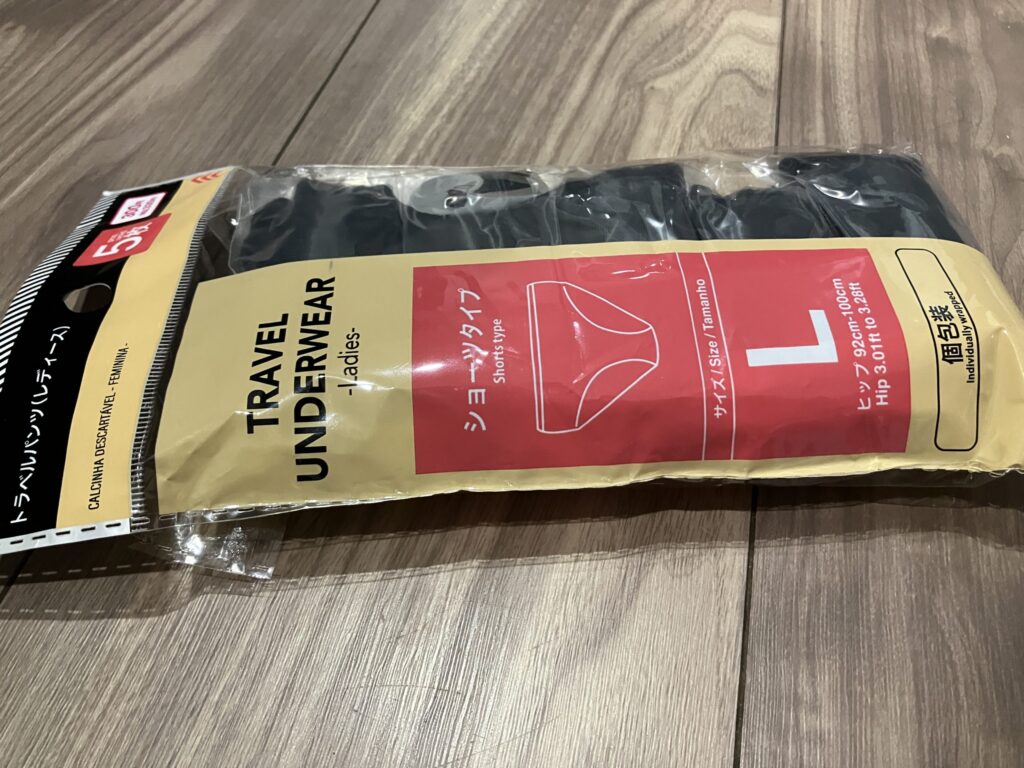 トラベルパンツ(レディース)
5枚
CALCINHA DESCARTÁVEL - FEMININA -
TRAVEL
UNDERWEAR
-Ladies-
ショーツタイプ
Shorts type
サイズ / Size / Tamanho
L
ヒップ 92cm-100cm
Hip 3.01ft to 3.28ft
個包装
Individually wrapped